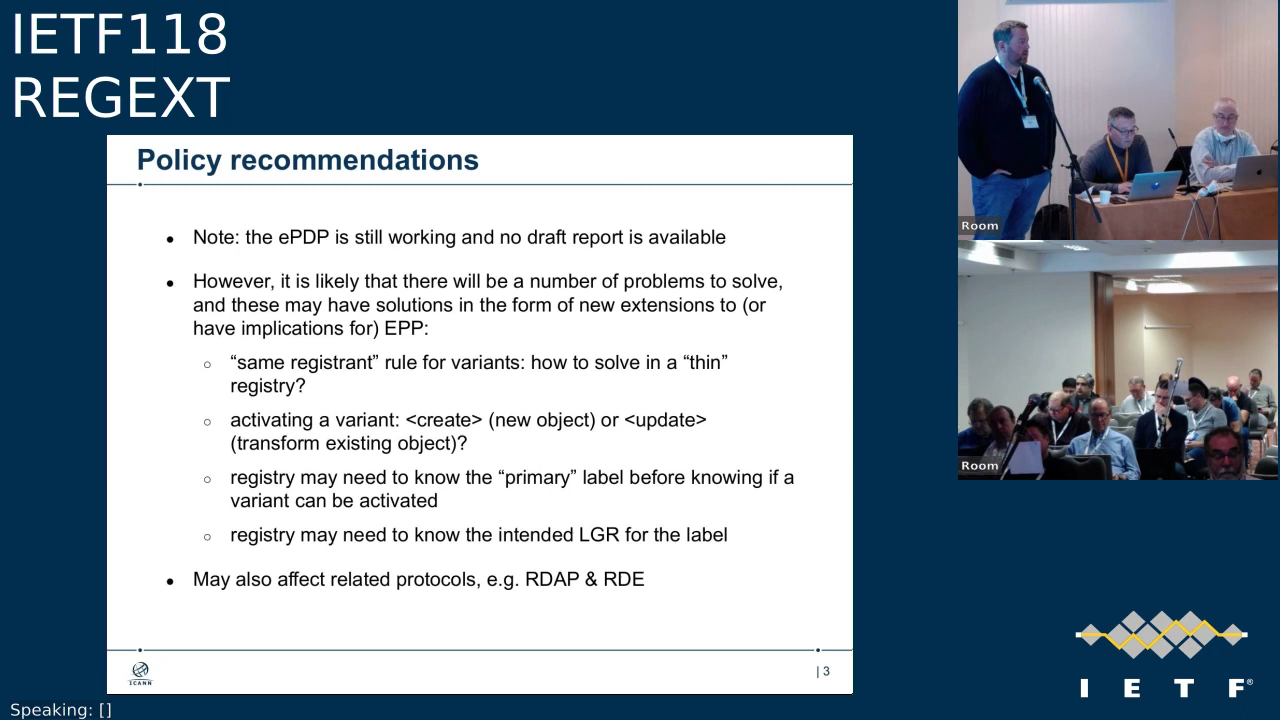 IETF118
REGEXT
Policy recommendations
● Note: the ePDP is still working and no draft report is available
● However, it is likely that there will be a number of problems to solve,
and these may have solutions in the form of new extensions to (or
have implications for) EPP:
○ “same registrant” rule for variants: how to solve in a “thin”
registry?
○ activating a variant: <create> (new object) or <update>
(transform existing object)?
○ registry may need to know the “primary” label before knowing if a
variant can be activated
○ registry may need to know the intended LGR for the label
● May also affect related protocols, e.g. RDAP & RDE
ICANN
| 3
Room
Room
I E T F®
Speaking: []